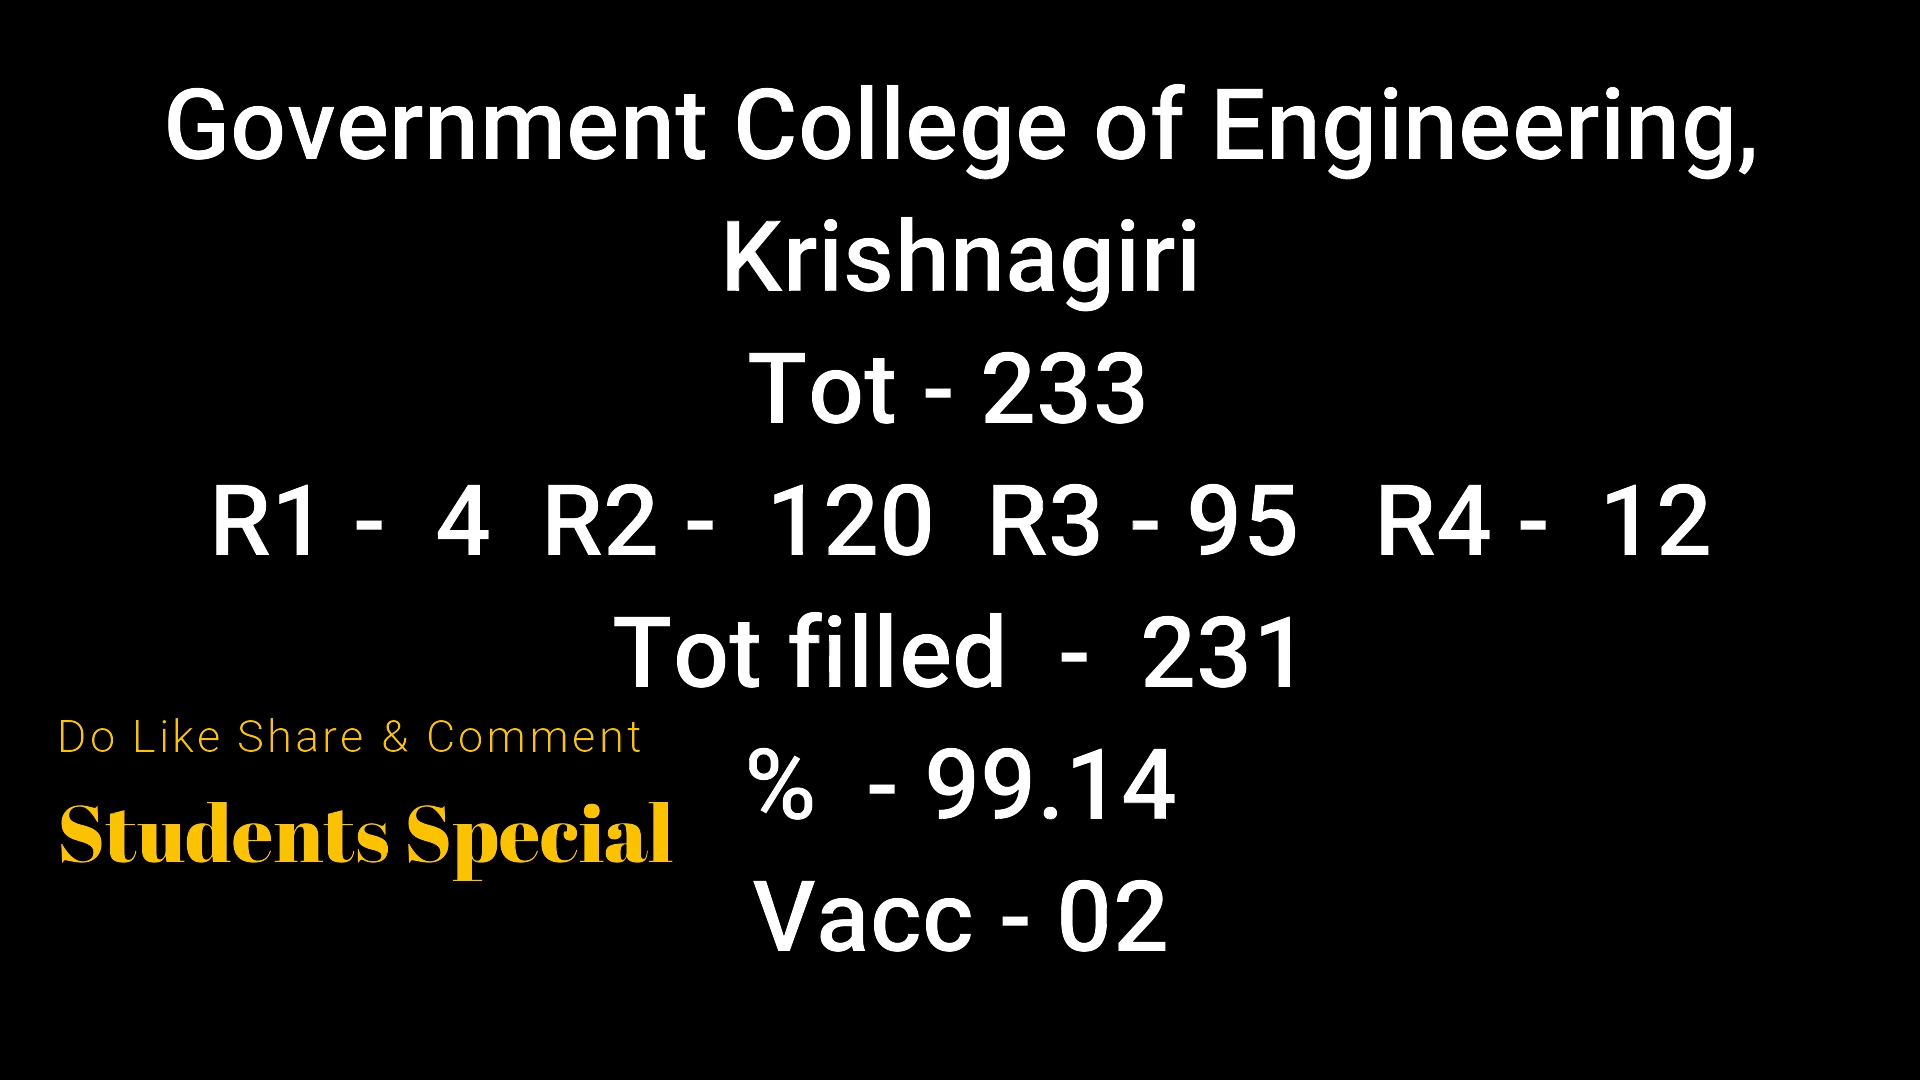 Government College of Engineering,
Krishnagiri
Tot - 233
R1 - 4 R2 - 120 R3 - 95 R4 - 12
Tot filled - 231
Do Like Share & Comment
% - 99.14
Students Special
Vacc - 02